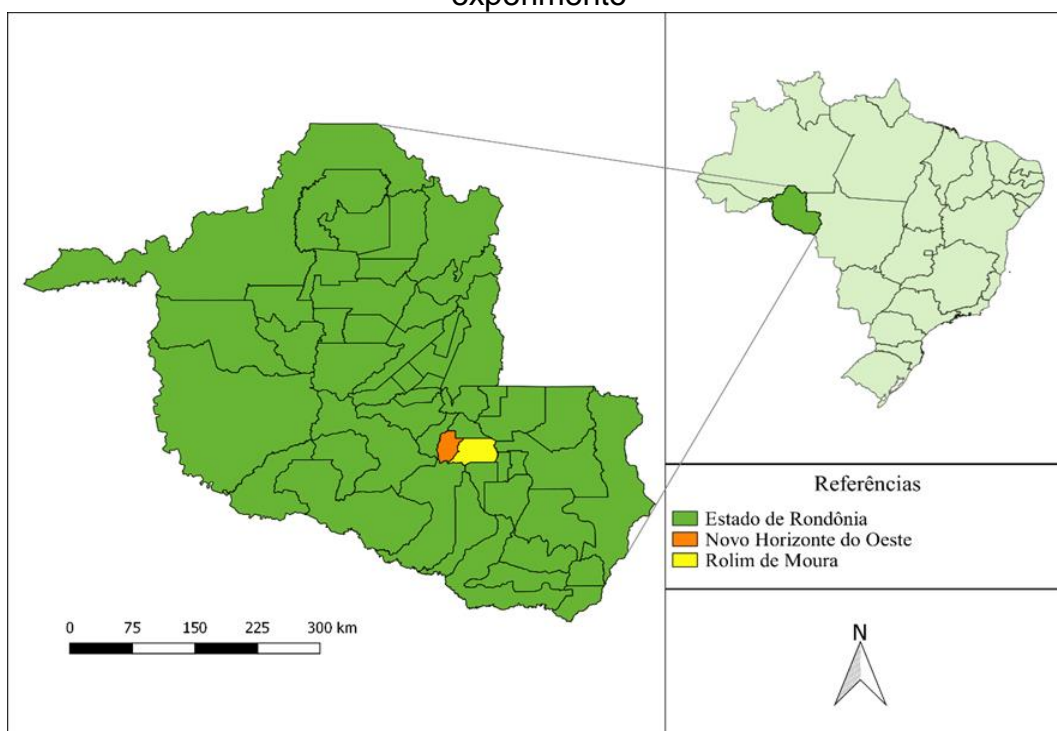 experimento
Referências
Estado de Rondônia
Novo Horizonte do Oeste
Rolim de Moura
0 75 150 225 300 km
N